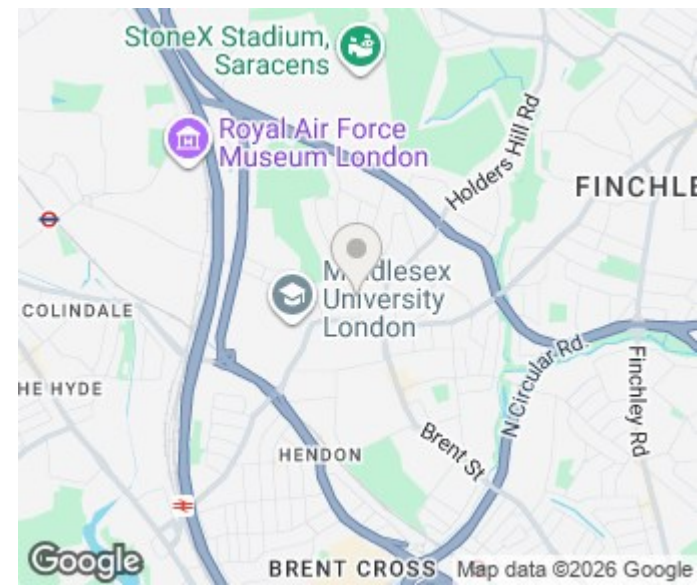 StoneX Stadium,
Saracens
Royal Air Force
Museum London
Holders Hill Rd
FINCHLE
COLINDALE
Middlesex
University
London
HE HYDE
N Circular Rd.
Finchley Rd
Brent St
HENDON
Google
BRENT CROSS
Map data ©2026 Google